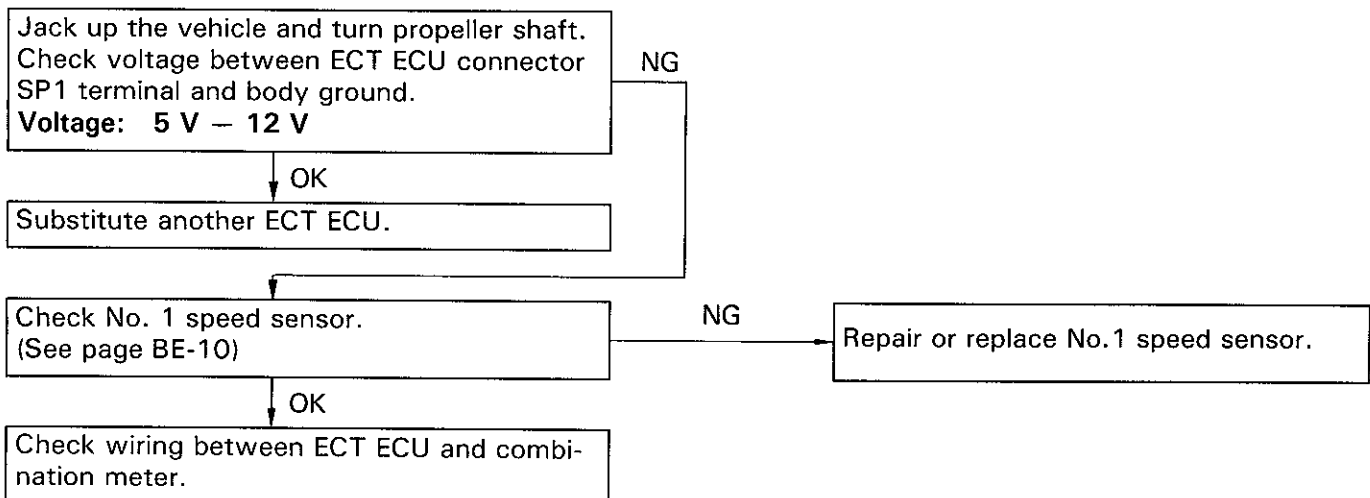 Jack up the vehicle and turn propeller shaft.
Check voltage between ECT ECU connector
SP1 terminal and body ground.
Voltage: 5 V — 12 V
NG
OK
Substitute another ECT ECU.
Check No. 1 speed sensor.
(See page BE-10)
NG
Repair or replace No.1 speed sensor.
OK
Check wiring between ECT ECU and combi-
nation meter.